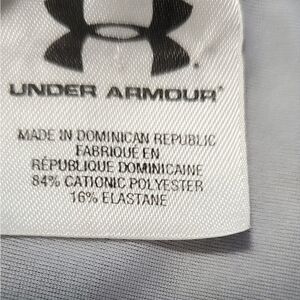 UNDER ARMOUR
MADE IN DOMINICAN REPUBLIC
FABRIQUÉ EN
RÉPUBLIQUE DOMINICAINE
84% CATIONIC POLYESTER
16% ELASTANE